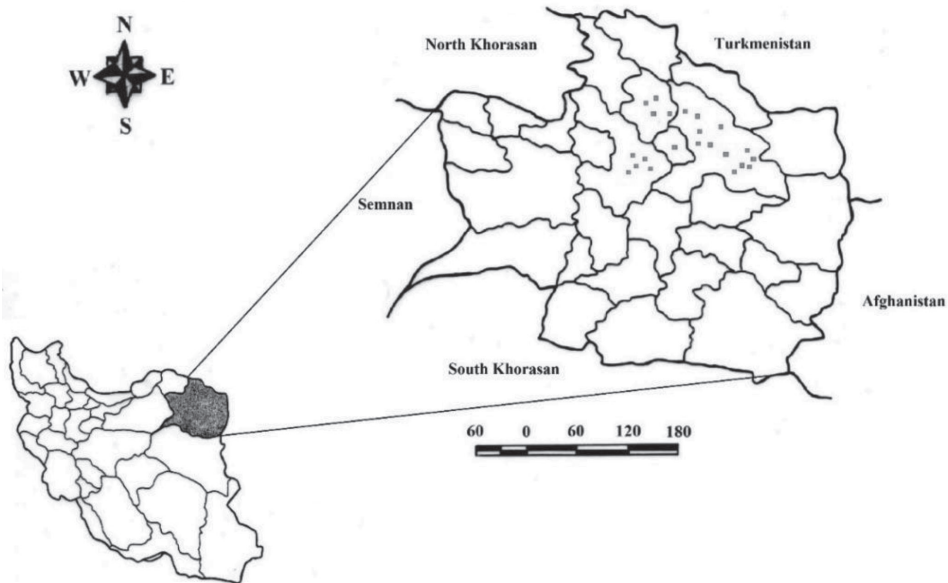 N
W E
S
North Khorasan
Turkmenistan
Semnan
Afghanistan
South Khorasan
60 0 60 120 180